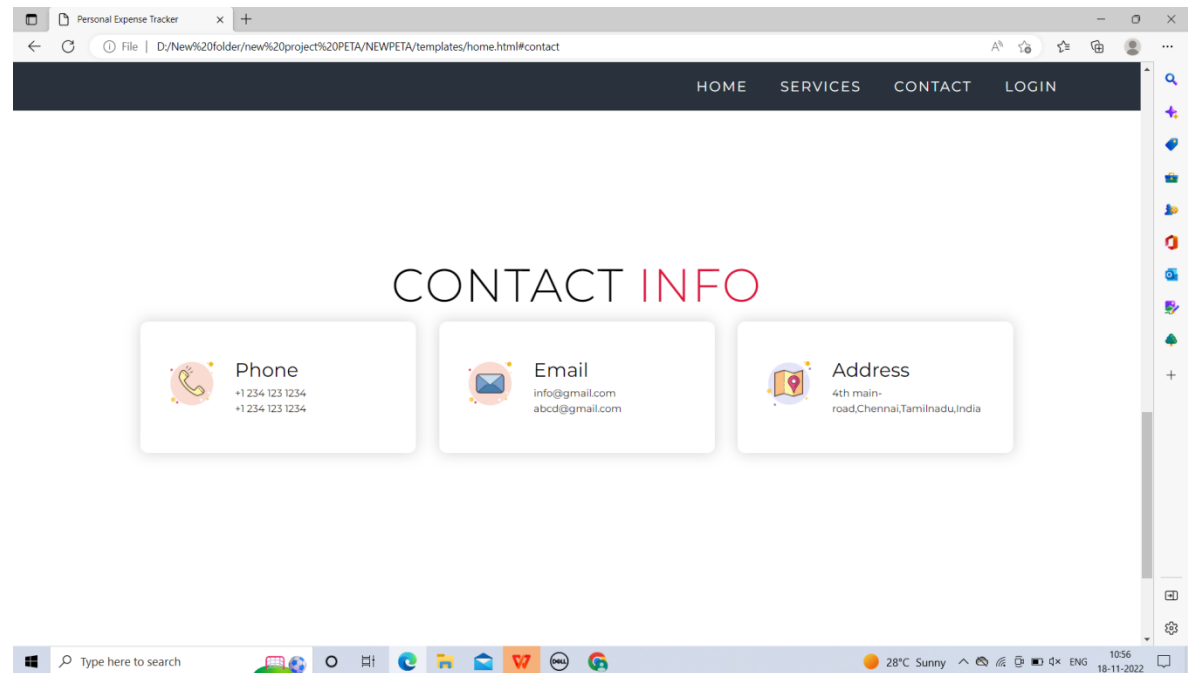 Personal Expense Tracker
File | D:/New%20folder/new%20project%20PETA/NEWPETA/templates/home.html#contact
HOME SERVICES CONTACT LOGIN
CONTACT INFO
Phone
+1 234 123 1234
+1 234 123 1234
Email
info@gmail.com
abcd@gmail.com
Address
4th main-
road,Chennai,Tamilnadu,India
Type here to search
DELL
28°C Sunny
ENG
10:56
18-11-2022